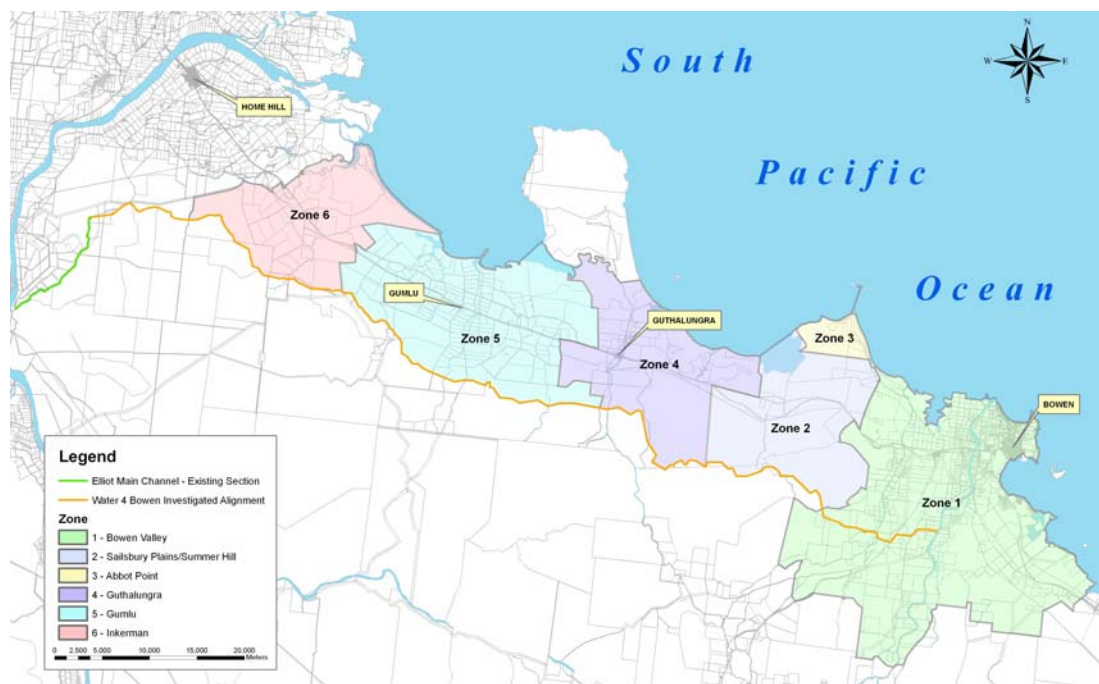 South
Pacific
Ocean
N
W
E
S
HOME HILL
Zone 6
GUMLU
Zone 5
GUTHALUNGRA
Zone 4
Zone 3
Zone 2
BOWEN
Zone 1
Legend
Elliot Main Channel - Existing Section
Water 4 Bowen Investigated Alignment
Zone
1 - Bowen Valley
2 - Sailsbury Plains/Summer Hill
3 - Abbot Point
4 - Guthalungra
5 - Gumlu
6 - Inkerman
0 2,500 5,000 10,000 15,000 20,000
Meters